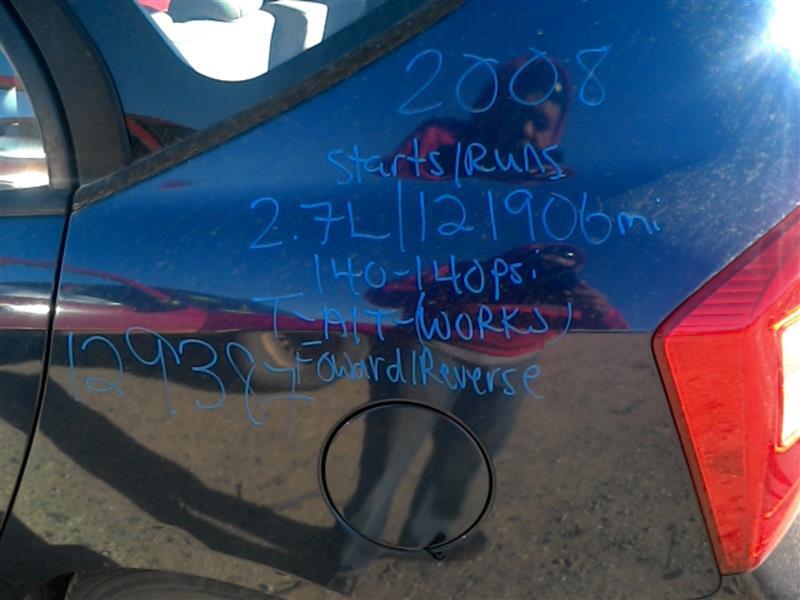 2008
Starts/Runs
2.7L/121906mi
140-140psi
T-A/T-(WORKS)
Foward/Reverse
129387